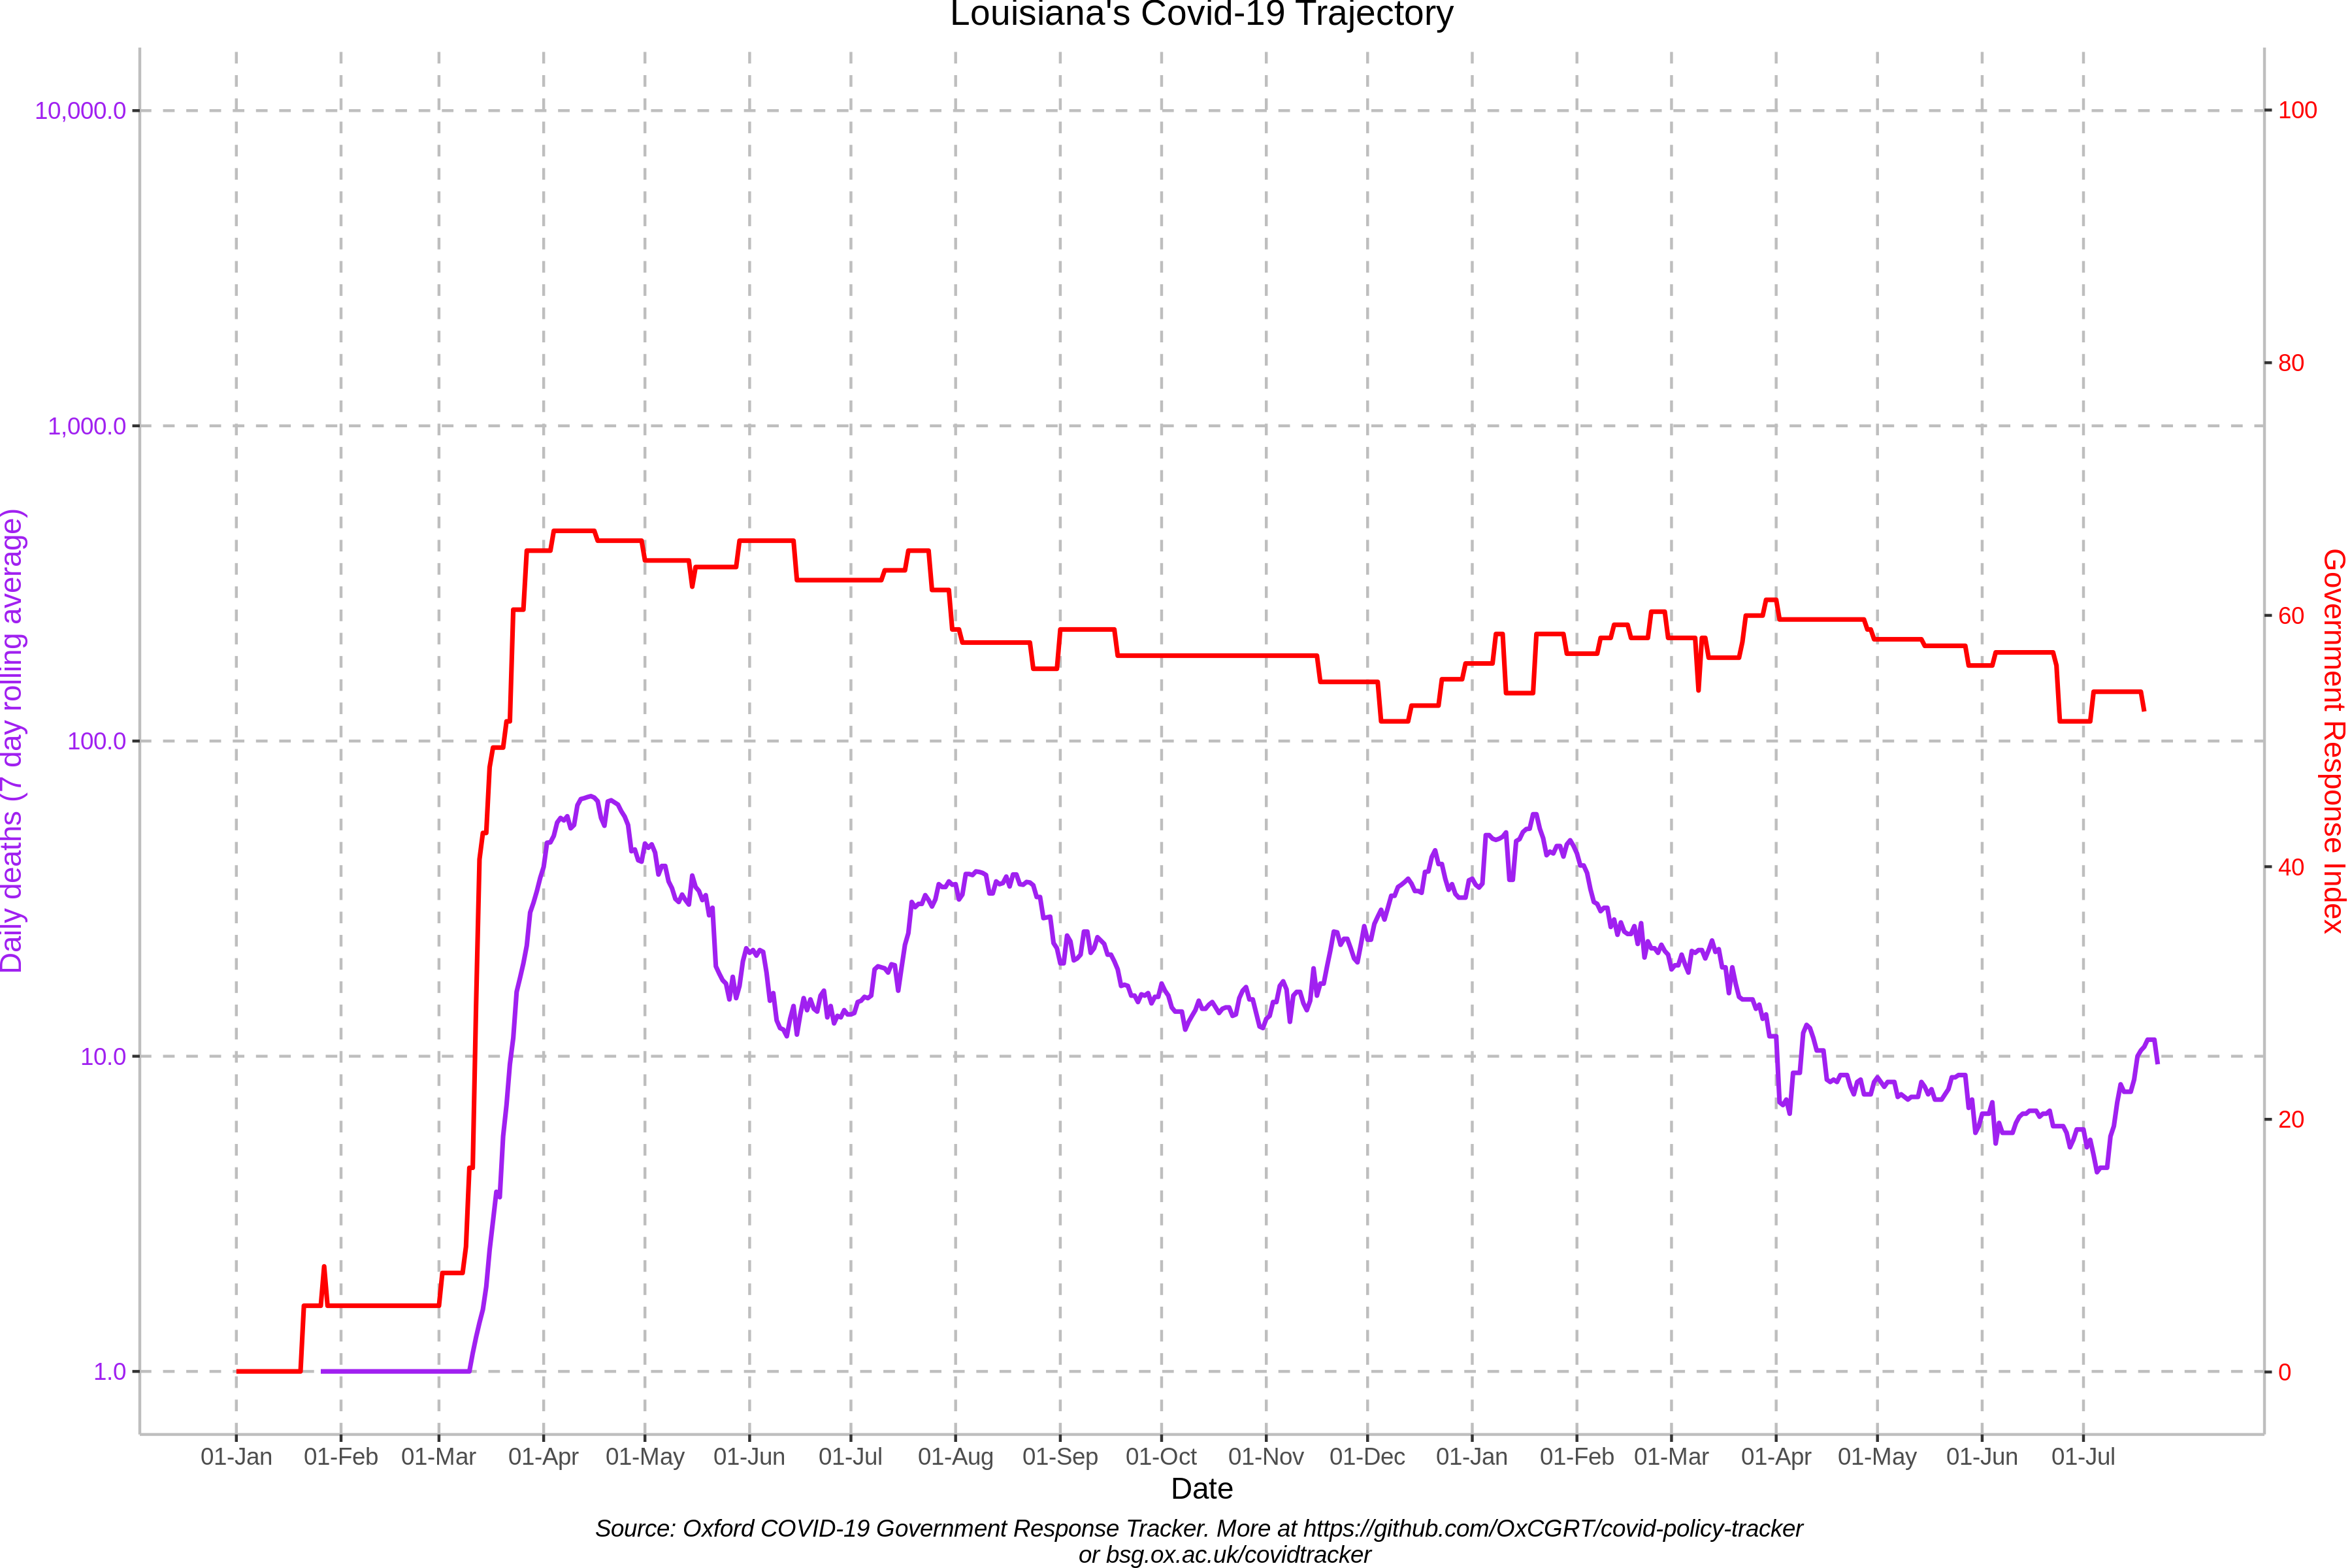 Louisiana's Covid-19 Trajectory
10,000.0
1,000.0
100.0
10.0
1.0
Daily deaths (7 day rolling average)
100
80
60
40
20
0
Government Response Index
01-Jan 01-Feb 01-Mar 01-Apr 01-May 01-Jun 01-Jul 01-Aug 01-Sep 01-Oct 01-Nov 01-Dec 01-Jan 01-Feb 01-Mar 01-Apr 01-May 01-Jun 01-Jul
Date
Source: Oxford COVID-19 Government Response Tracker. More at https://github.com/OxCGRT/covid-policy-tracker
or bsg.ox.ac.uk/covidtracker